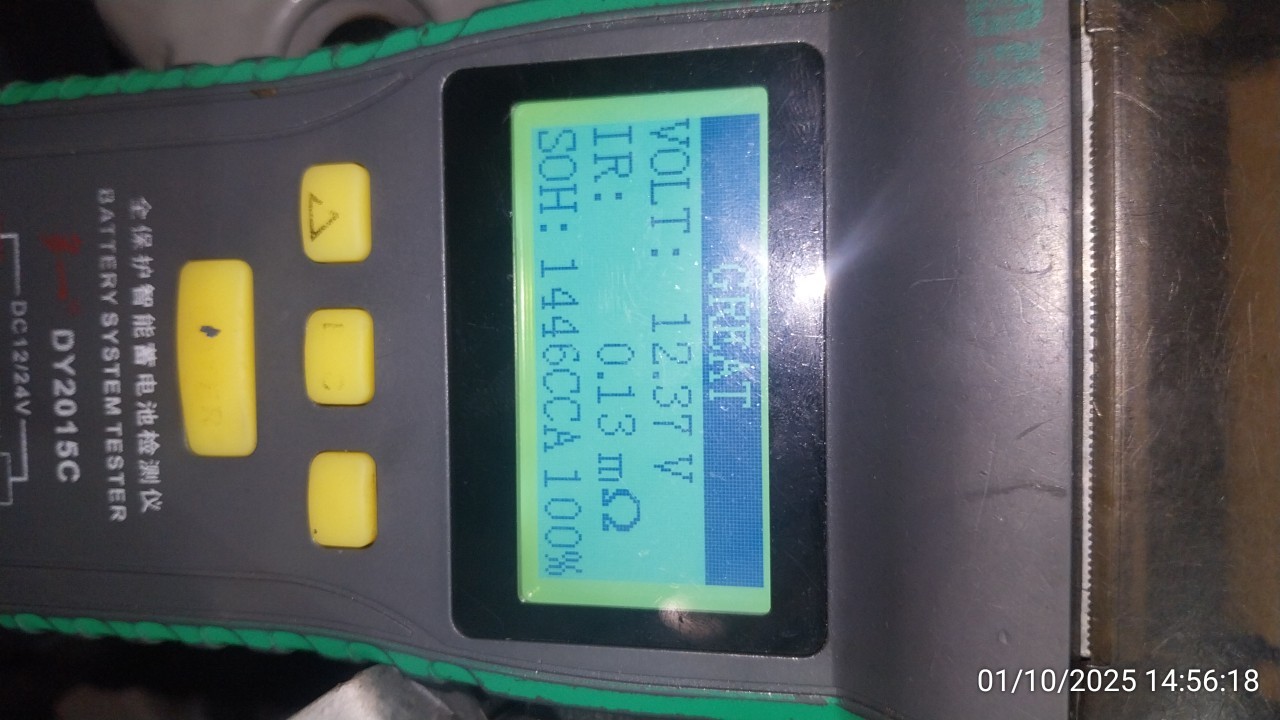 GREAT
VOLT: 12.37 V
IR: 0.13 mΩ
SOH: 1446CCA 100%
全保护智能蓄电池检测仪
BATTERY SYSTEM TESTER
DY2015C
DC12/24V
01/10/2025 14:56:18